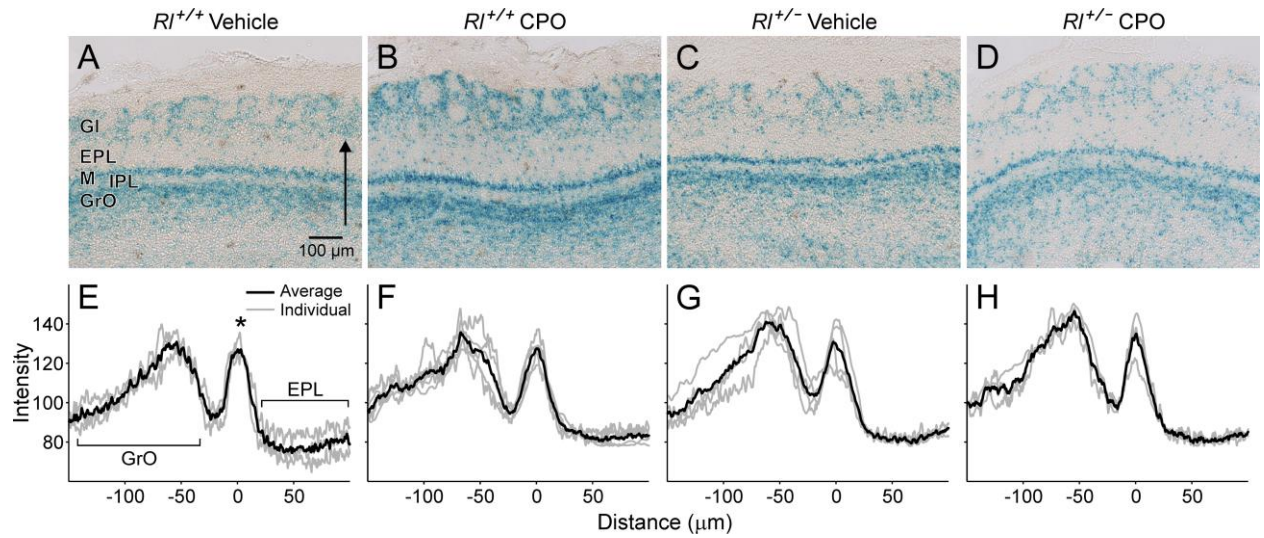 Rl+/+ Vehicle
Rl+/+ CPO
Rl+/- Vehicle
Rl+/- CPO
A
B
C
D
Gl
EPL
M IPL
GrO
100 µm
E
F
G
H
Average
Individual
*
EPL
GrO
Intensity
140
120
100
80
-100 -50 0 50
-100 -50 0 50
-100 -50 0 50
-100 -50 0 50
Distance (µm)